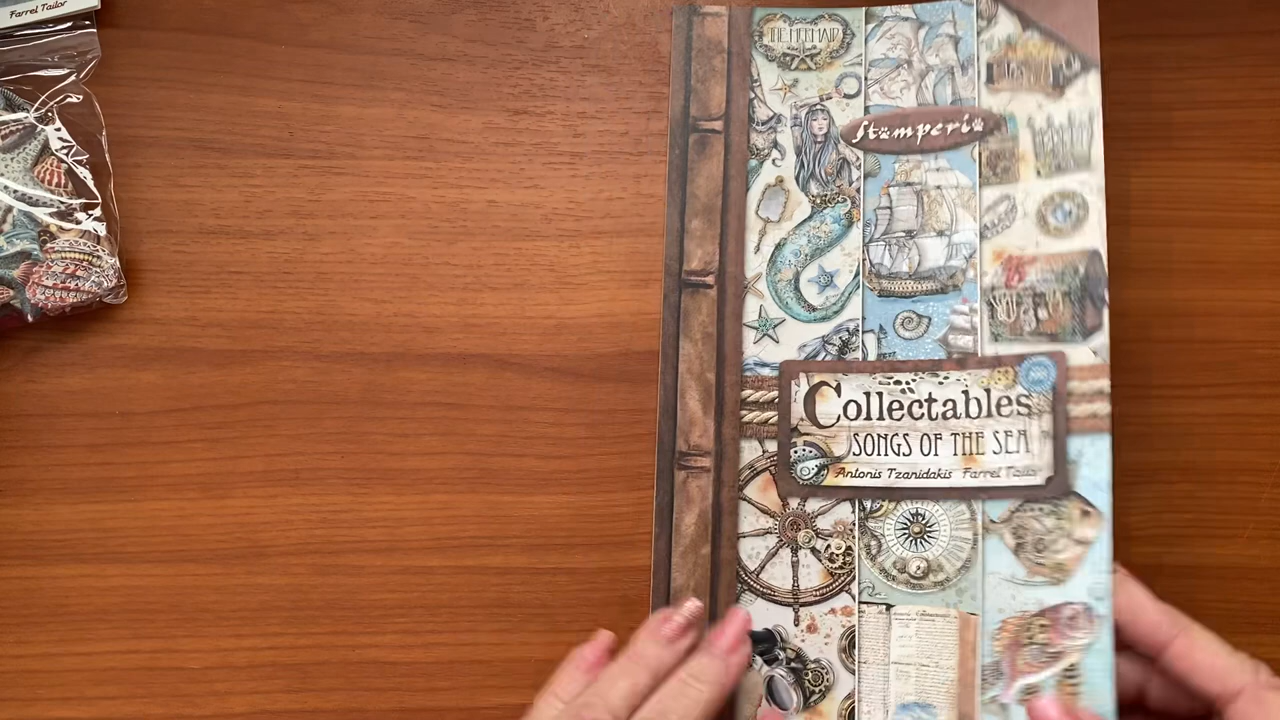 Farrel Tailor
THE MERMAID
Stamperia
Collectables
SONGS OF THE SEA
Antonis Tzanidakis Farrel Tailor